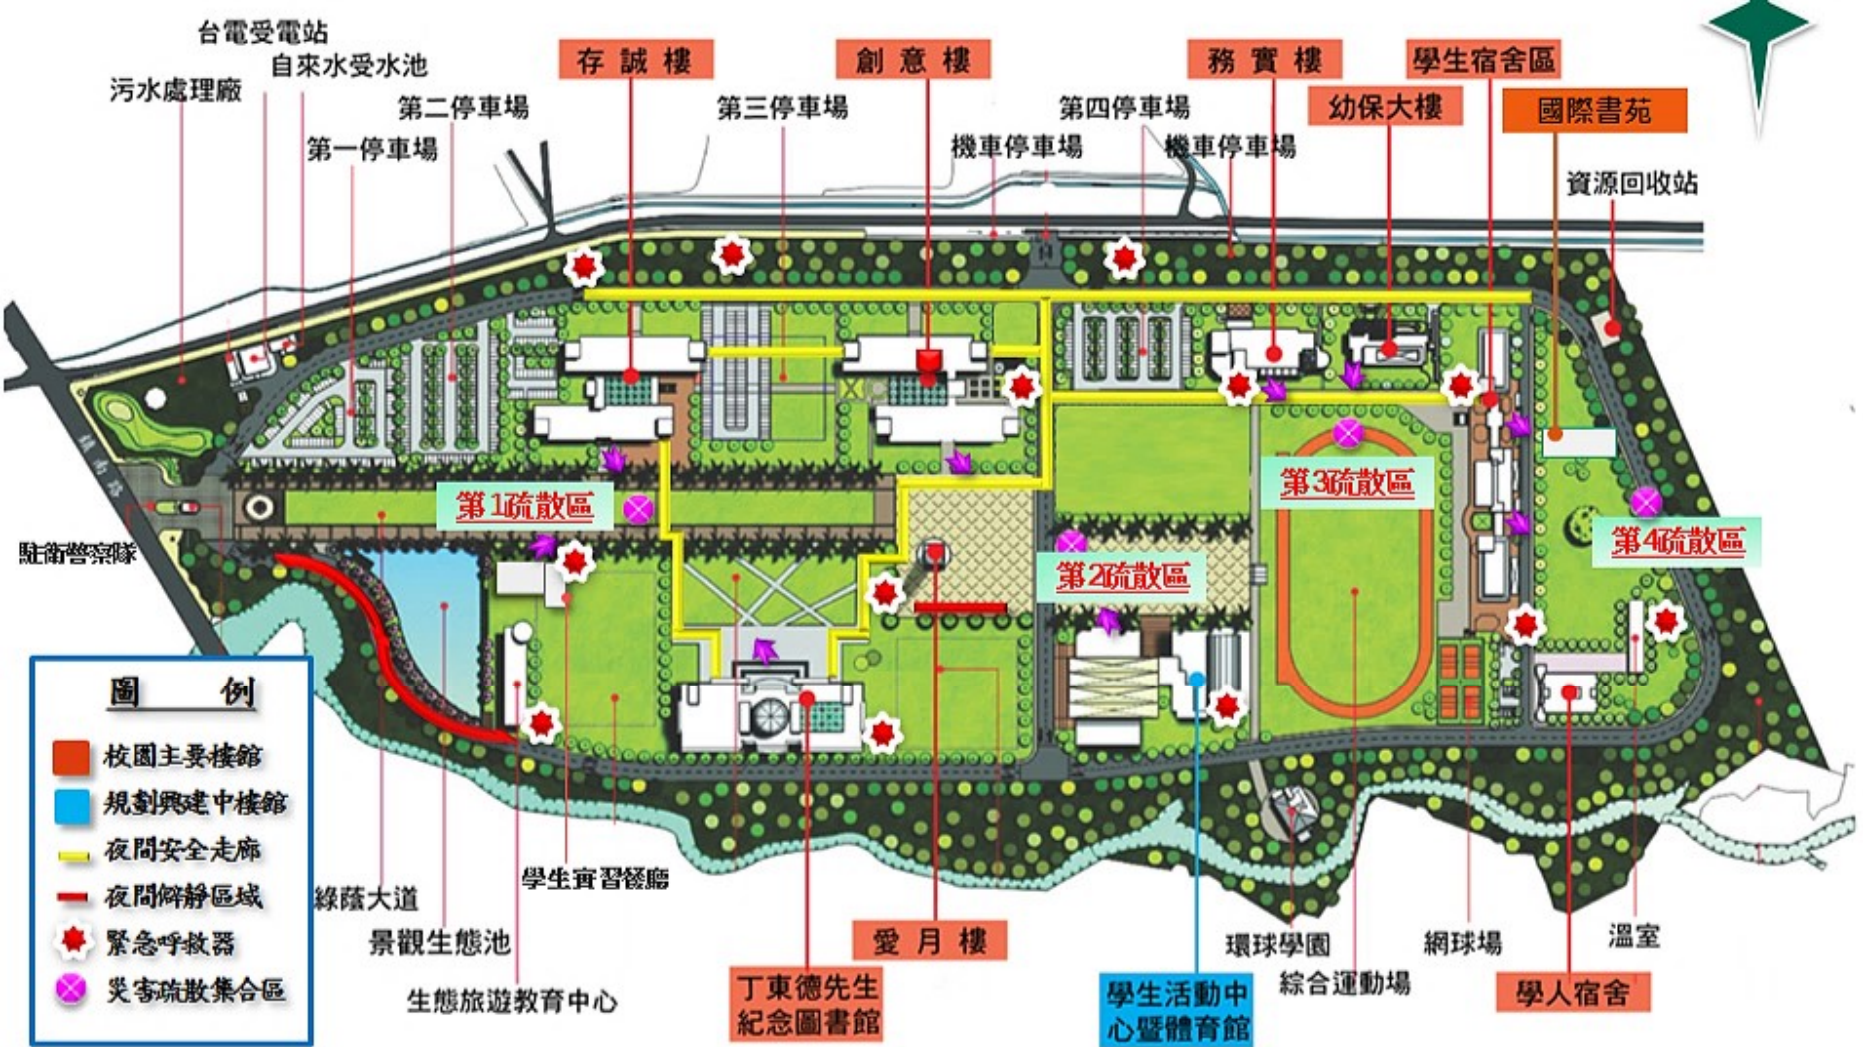 台電受電站
自來水受水池
污水處理廠
第二停車場
第一停車場
存誠樓
第三停車場
創意樓
機車停車場
第四停車場
機車停車場
務實樓
幼保大樓
學生宿舍區
國際書苑
資源回收站
鎮南路
駐衛警察隊
第1疏散區
第2疏散區
第3疏散區
第4疏散區
圖 例
校園主要樓館
規劃興建中樓館
夜間安全走廊
夜間僻靜區域
緊急呼救器
災害疏散集合區
綠蔭大道
景觀生態池
生態旅遊教育中心
學生實習餐廳
丁東德先生
紀念圖書館
愛月樓
學生活動中
心暨體育館
環球學園
綜合運動場
網球場
學人宿舍
溫室